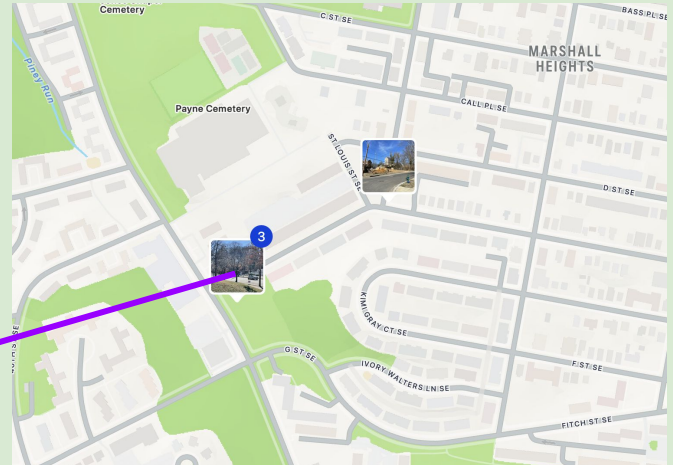 Cemetery
C ST SE
BASS PL SE
MARSHALL
HEIGHTS
Piney Run
Payne Cemetery
CALL PL SE
ST LOUIS ST SE
D ST SE
3
KIMI GRAY CT SE
G ST SE
IVORY WALTERS LN SE
F ST SE
FITCH ST SE